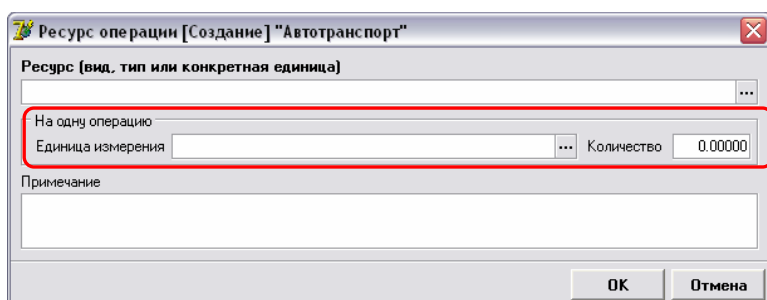 Ресурс операции [Создание] "Автотранспорт"
Ресурс (вид, тип или конкретная единица)
...
На одну операцию
Единица измерения ... Количество 0.00000
Примечание
OK Отмена